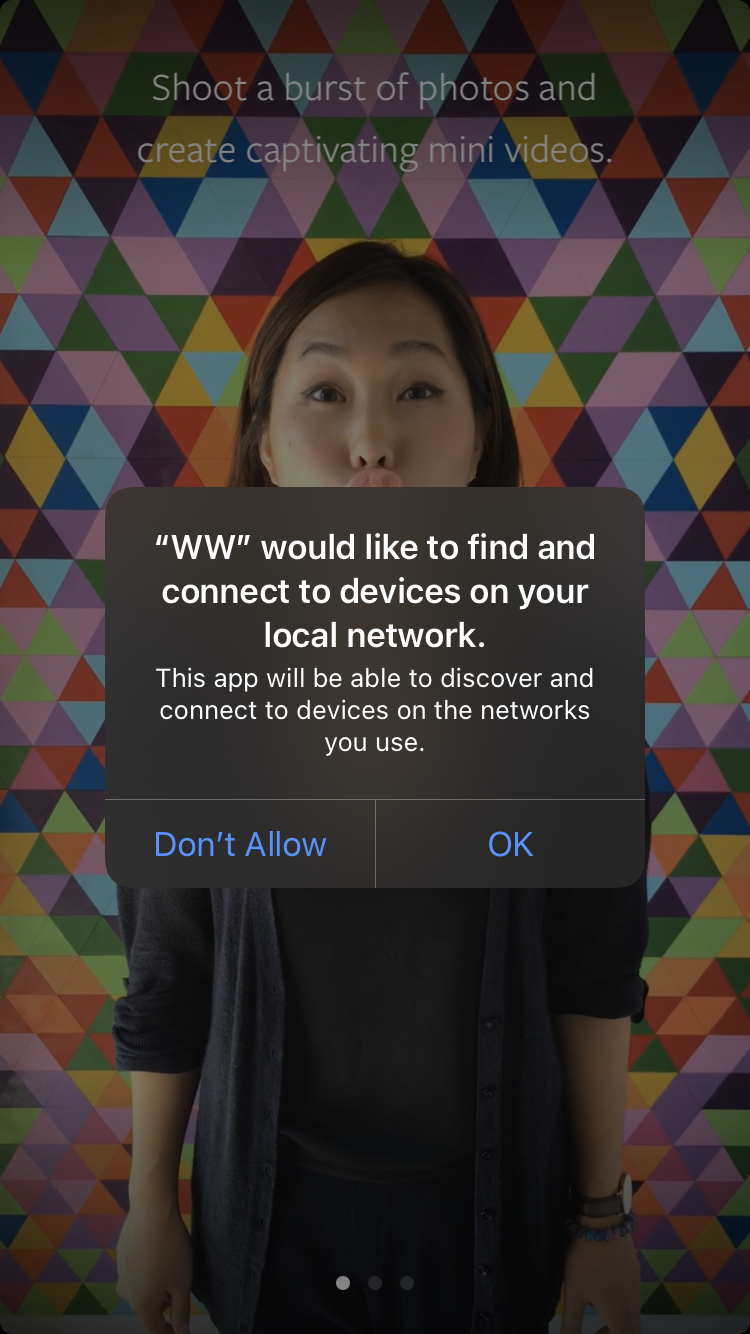 Shoot a burst of photos and
create captivating mini videos.
“WW” would like to find and
connect to devices on your
local network.
This app will be able to discover and
connect to devices on the networks
you use.
Don’t Allow
OK